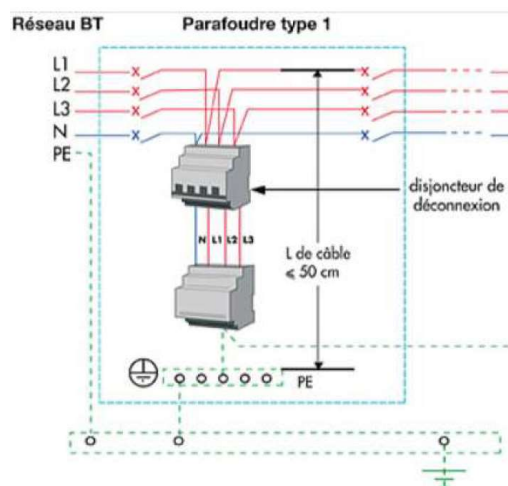 Réseau BT
Parafoudre type 1
L1
L2
L3
N
PE
disjoncteur de
déconnexion
N L1 L2 L3
L de câble
≤ 50 cm
PE